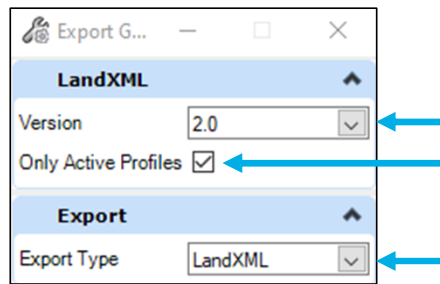 Export G...
LandXML
Version 2.0
Only Active Profiles
Export
Export Type LandXML